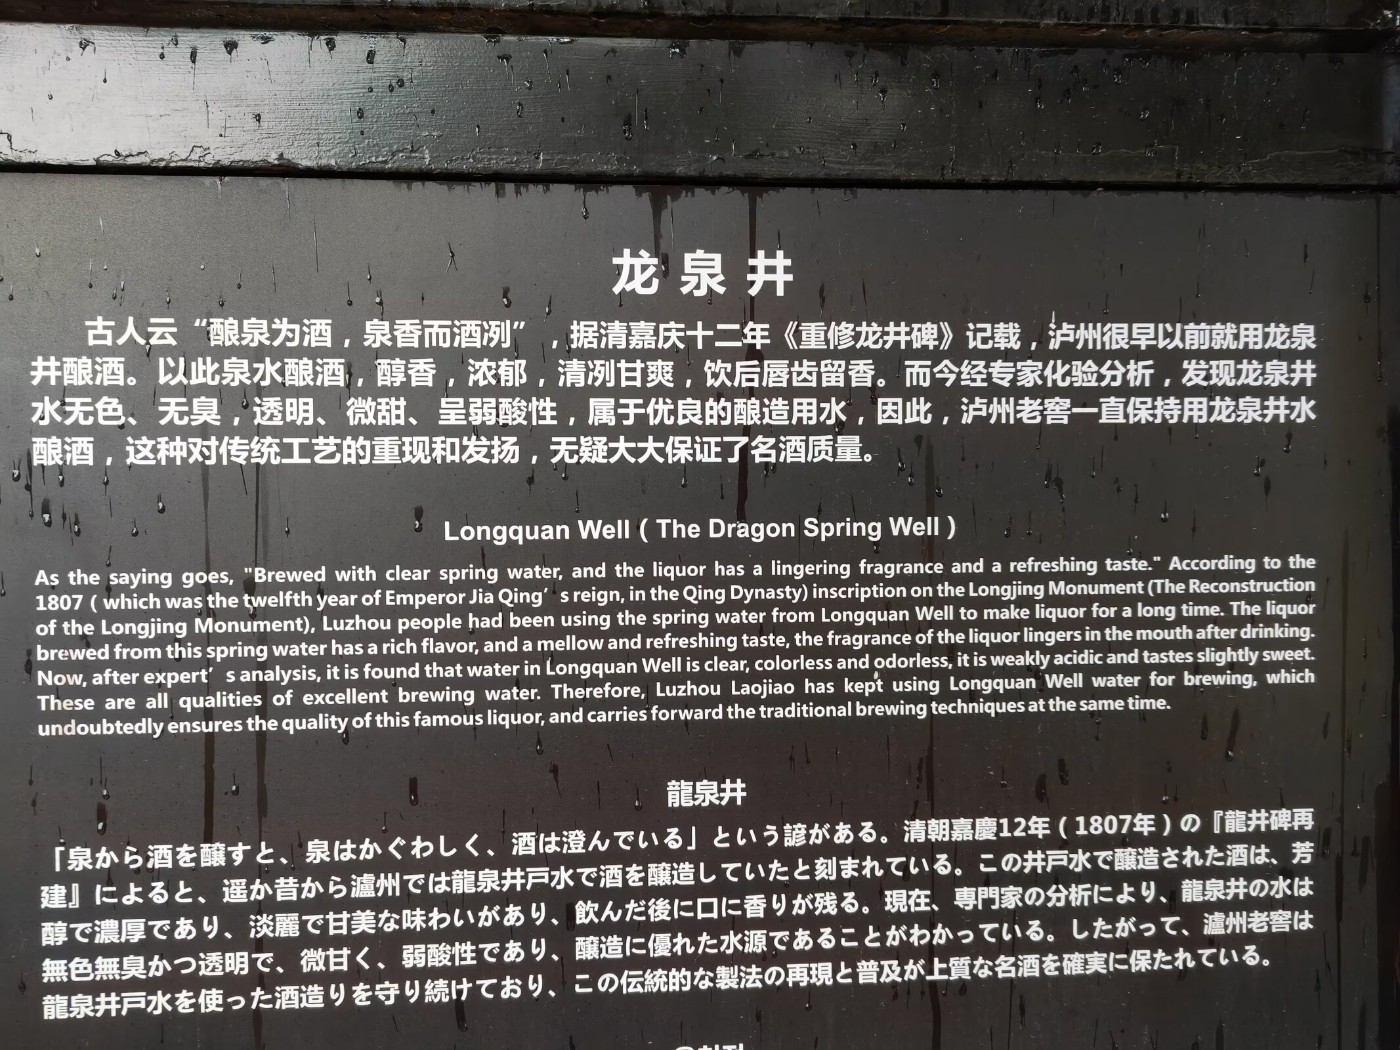 龙泉井
古人云“酿泉为酒，泉香而酒冽”，据清嘉庆十二年《重修龙井碑》记载，泸州很早以前就用龙泉
井酿酒。以此泉水酿酒，醇香，浓郁，清冽甘爽，饮后唇齿留香。而今经专家化验分析，发现龙泉井
水无色、无臭，透明、微甜、呈弱酸性，属于优良的酿造用水，因此，泸州老窖一直保持用龙泉井水
酿酒，这种对传统工艺的重现和发扬，无疑大大保证了名酒质量。
Longquan Well ( The Dragon Spring Well )
As the saying goes, "Brewed with clear spring water, and the liquor has a lingering fragrance and a refreshing taste." According to the
1807 ( which was the twelfth year of Emperor Jia Qing’s reign, in the Qing Dynasty) inscription on the Longjing Monument (The Reconstruction
of the Longjing Monument), Luzhou people had been using the spring water from Longquan Well to make liquor for a long time. The liquor
brewed from this spring water has a rich flavor, and a mellow and refreshing taste, the fragrance of the liquor lingers in the mouth after drinking.
Now, after expert’s analysis, it is found that water in Longquan Well is clear, colorless and odorless, it is weakly acidic and tastes slightly sweet.
These are all qualities of excellent brewing water. Therefore, Luzhou Laojiao has kept using Longquan Well water for brewing, which
undoubtedly ensures the quality of this famous liquor, and carries forward the traditional brewing techniques at the same time.
龍泉井
「泉から酒を醸すと、泉はかぐわしく、酒は澄んでいる」という諺がある。清朝嘉慶12年（1807年）の『龍井碑再
建』によると、遥か昔から瀘州では龍泉井戸水で酒を醸造していたと刻まれている。この井戸水で醸造された酒は、芳
醇で濃厚であり、淡麗で甘美な味わいがあり、飲んだ後に口に香りが残る。現在、専門家の分析により、龍泉井の水は
無色無臭かつ透明で、微甘く、弱酸性であり、醸造に優れた水源であることがわかっている。したがって、瀘州老窖は
龍泉井戸水を使った酒造りを守り続けており、この伝統的な製法の再現と普及が上質な名酒を確実に保たれている。